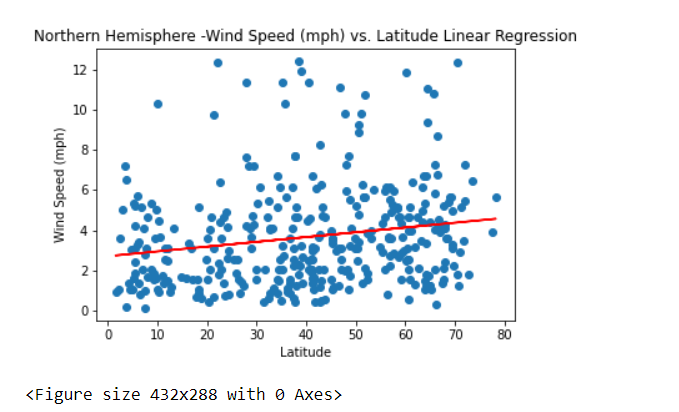 Northern Hemisphere -Wind Speed (mph) vs. Latitude Linear Regression
12
10
8
6
4
2
0
Wind Speed (mph)
0 10 20 30 40 50 60 70 80
Latitude
<Figure size 432x288 with 0 Axes>